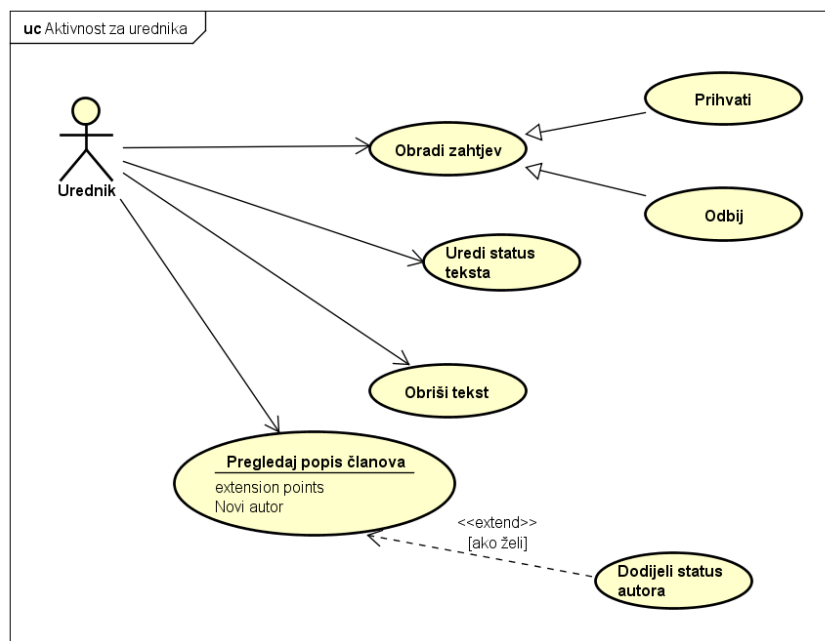 uc Aktivnost za urednika
Prihvati
Obradi zahtjev
Urednik
Odbij
Uredi status
teksta
Obriši tekst
Pregledaj popis članova
extension points
Novi autor
<<extend>>
[ako želi]
Dodijeli status
autora